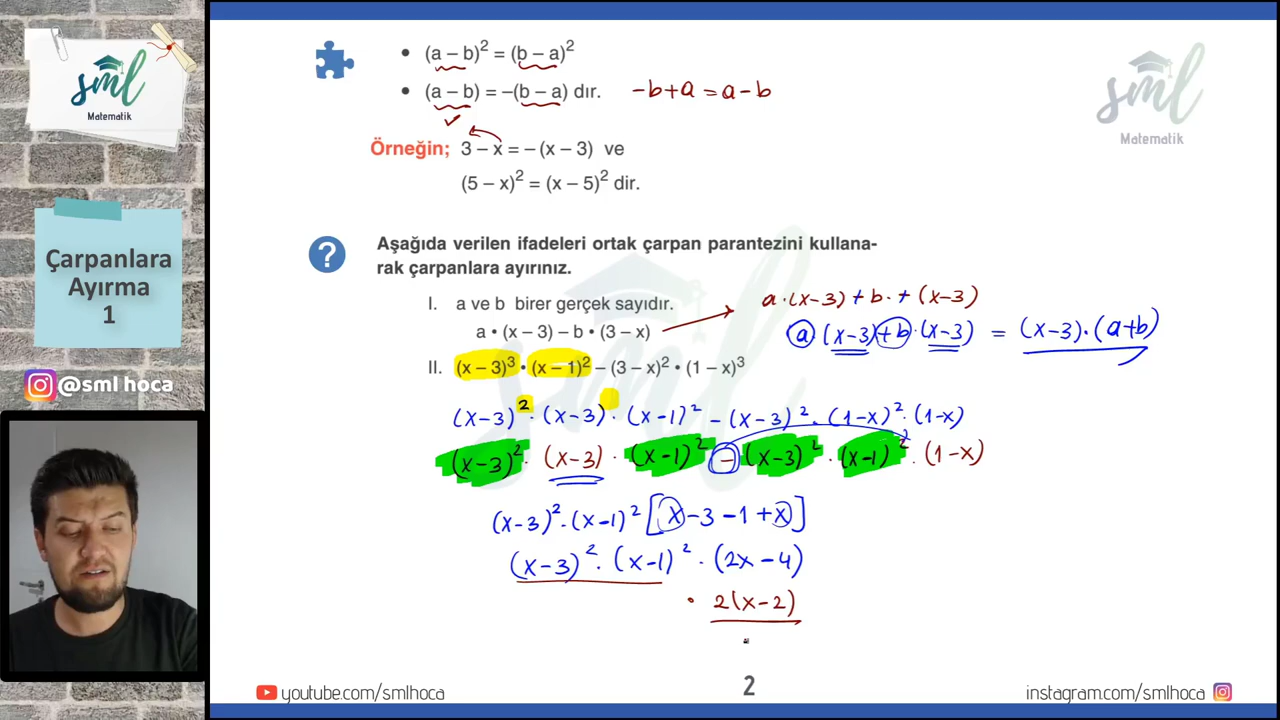 sml
Matematik
Çarpanlara
Ayırma
1
@sml hoca
• (a – b)² = (b – a)²
• (a – b) = –(b – a) dır. -b+a = a-b
Örneğin; 3 – x = – (x – 3) ve
(5 – x)² = (x – 5)² dir.
sml
Matematik
? Aşağıda verilen ifadeleri ortak çarpan parantezini kullana-
rak çarpanlara ayırınız.
I. a ve b birer gerçek sayıdır.
a • (x – 3) – b • (3 – x)
a·(x-3)+b·+(x-3)
a (x-3)+b·(x-3) = (x-3)·(a+b)
II. (x – 3)³ • (x – 1)² – (3 – x)² • (1 – x)³
(x-3)²·(x-3)·(x-1)² - (x-3)²·(1-x)²·(1-x)
(x-3)²·(x-3)·(x-1)² - (x-3)²·(x-1)²·(1-x)
(x-3)²·(x-1)²[x-3-1+x]
(x-3)²·(x-1)²·(2x-4)
· 2(x-2)
youtube.com/smlhoca
2
instagram.com/smlhoca